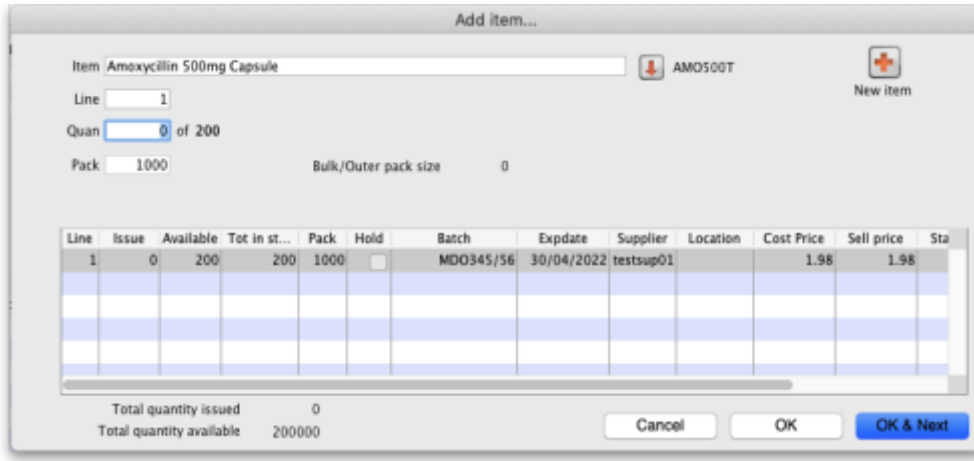 Add item...
Item Amoxycillin 500mg Capsule AMO500T
New item
Line 1
Quan 0 of 200
Pack 1000 Bulk/Outer pack size 0
Line Issue Available Tot in st... Pack Hold Batch Expdate Supplier Location Cost Price Sell price Sta
1 0 200 200 1000 MDO345/56 30/04/2022 testsup01 1.98 1.98
Total quantity issued 0
Total quantity available 200000
Cancel OK OK & Next